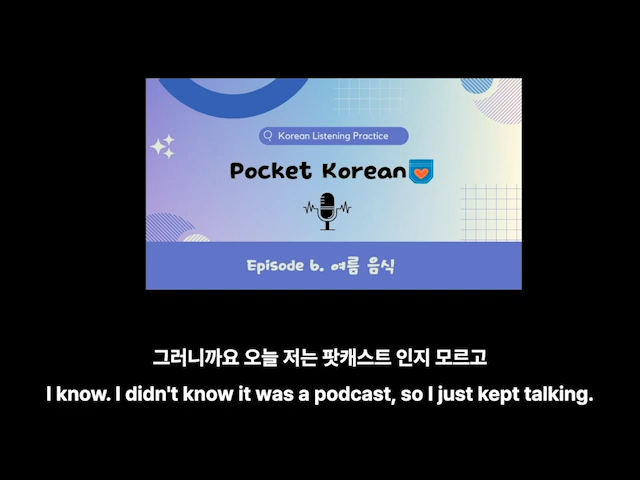 Korean Listening Practice
Pocket Korean
Episode 6. 여름 음식
그러니까요 오늘 저는 팟캐스트 인지 모르고
I know. I didn't know it was a podcast, so I just kept talking.